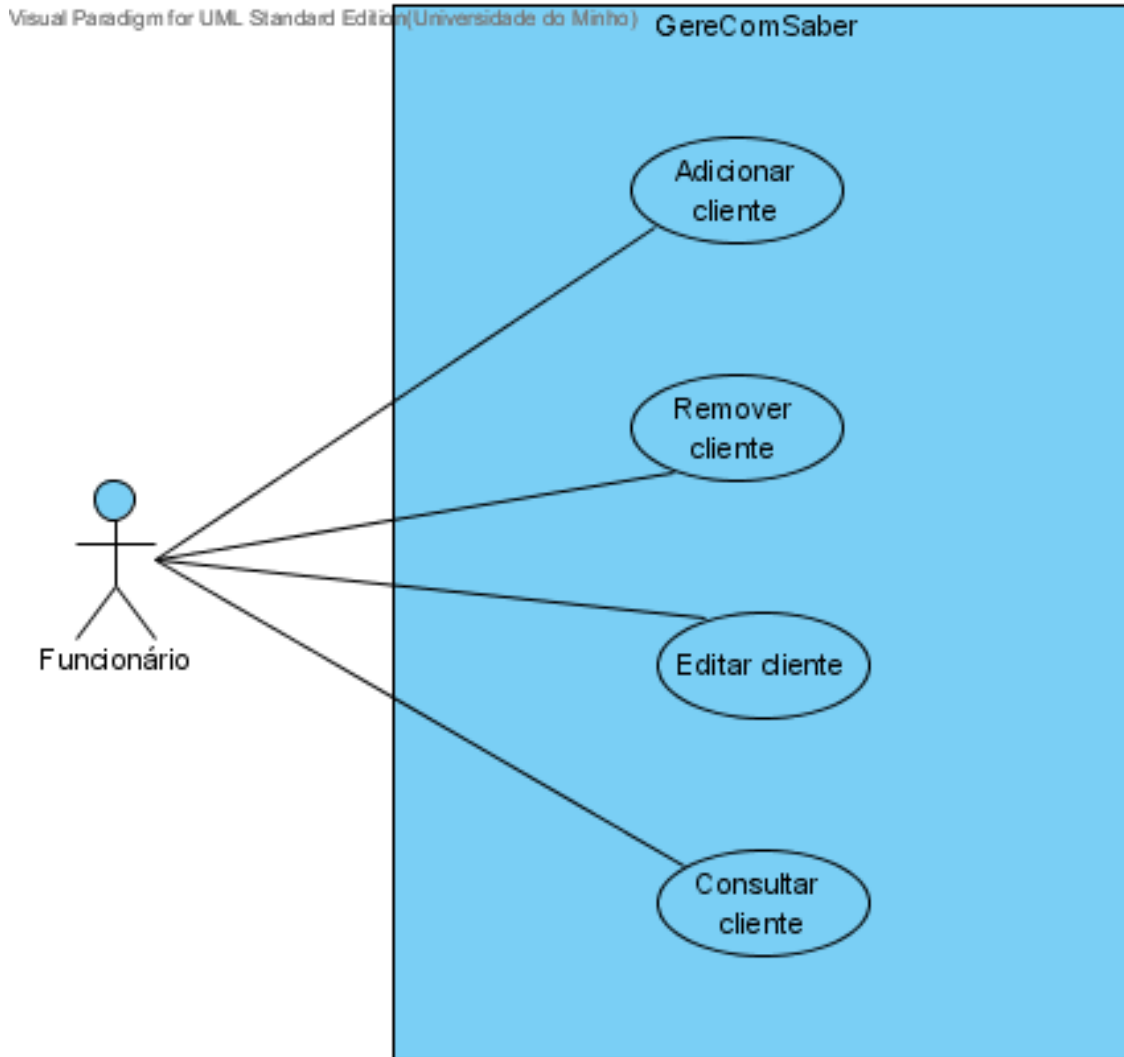 Visual Paradigm for UML Standard Edition(Universidade do Minho)
GereComSaber
Adicionar
cliente
Remover
cliente
Funcionário
Editar cliente
Consultar
cliente